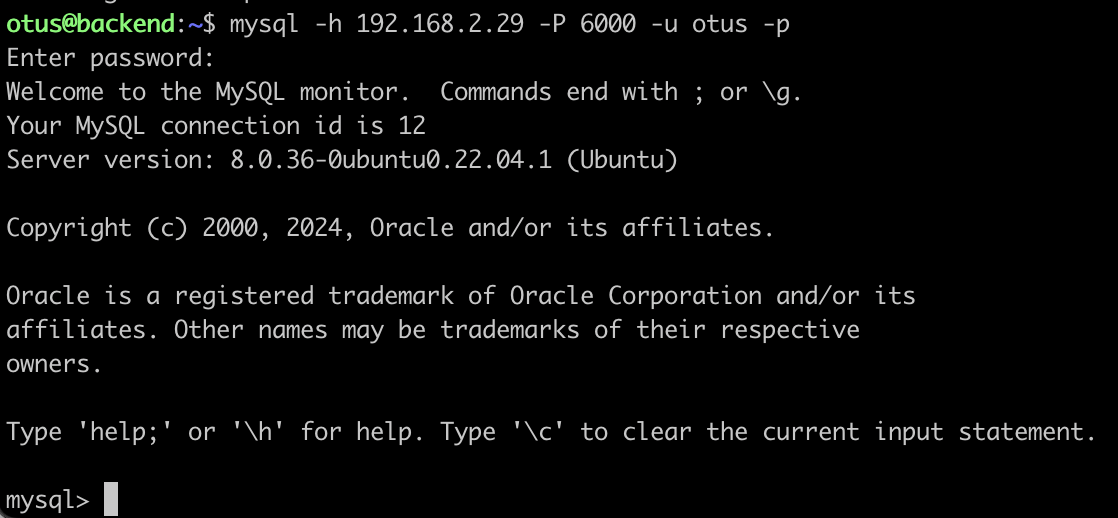 otus@backend:~$ mysql -h 192.168.2.29 -P 6000 -u otus -p
Enter password:
Welcome to the MySQL monitor.  Commands end with ; or \g.
Your MySQL connection id is 12
Server version: 8.0.36-0ubuntu0.22.04.1 (Ubuntu)

Copyright (c) 2000, 2024, Oracle and/or its affiliates.

Oracle is a registered trademark of Oracle Corporation and/or its
affiliates. Other names may be trademarks of their respective
owners.

Type 'help;' or '\h' for help. Type '\c' to clear the current input statement.

mysql>